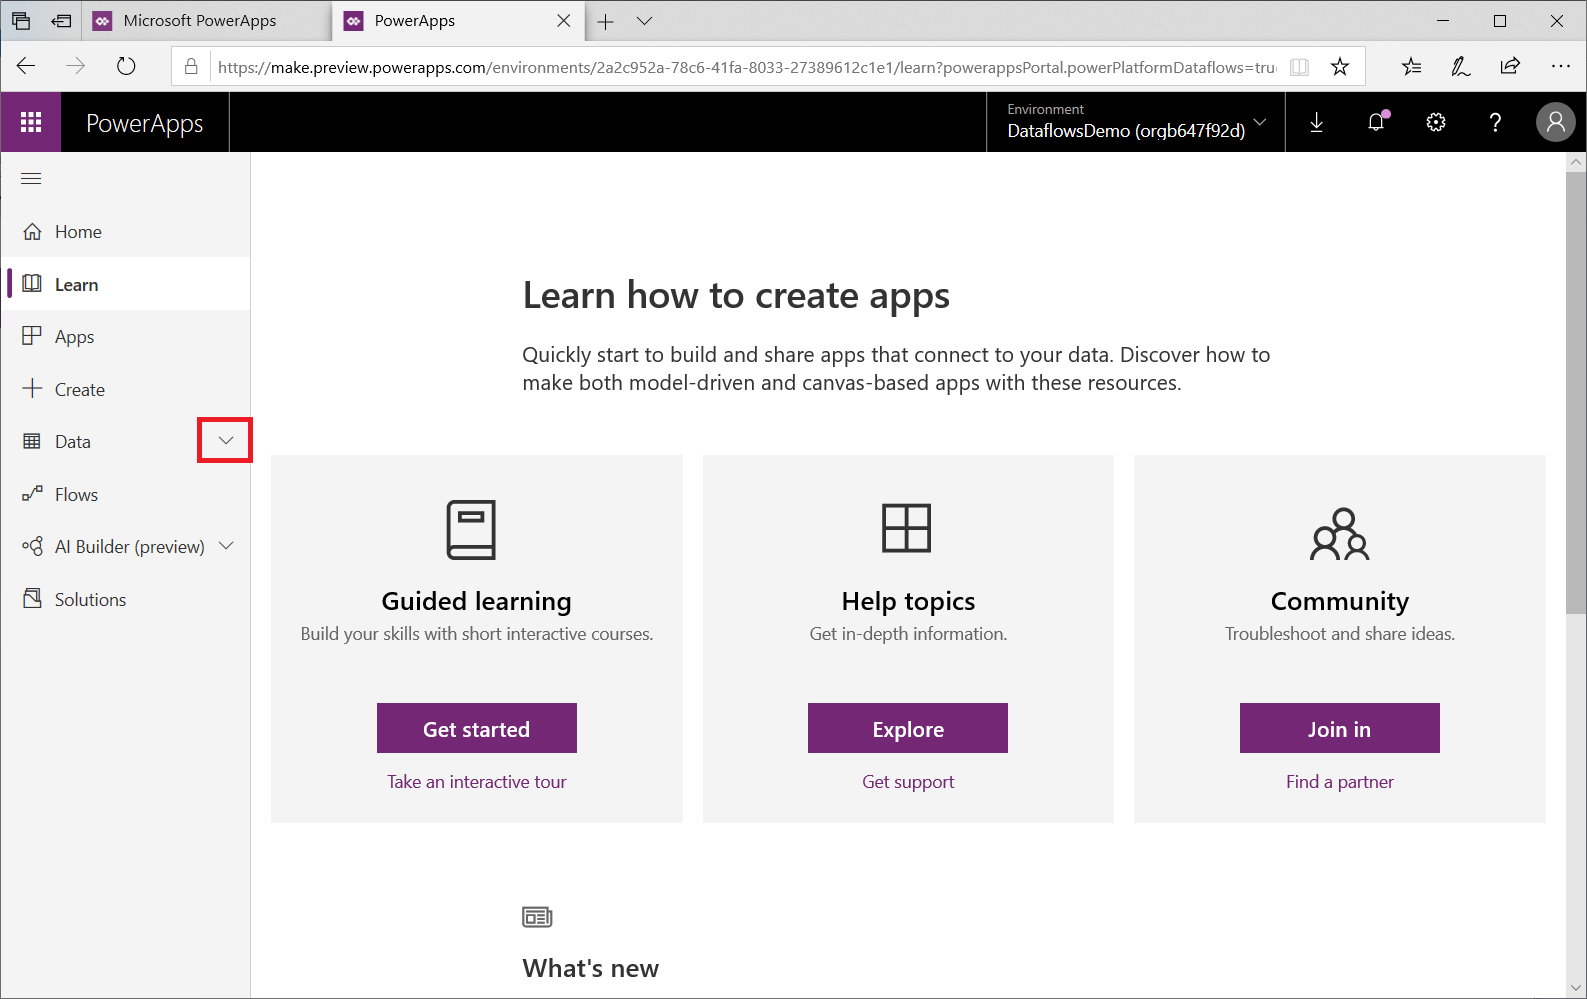 Microsoft PowerApps
PowerApps
https://make.preview.powerapps.com/environments/2a2c952a-78c6-41fa-8033-27389612c1e1/learn?powerappsPortal.powerPlatformDataflows=tru
PowerApps
Environment
DataflowsDemo (orgb647f92d)
Home
Learn
Apps
Create
Data
Flows
AI Builder (preview)
Solutions
Learn how to create apps
Quickly start to build and share apps that connect to your data. Discover how to
make both model-driven and canvas-based apps with these resources.
Guided learning
Build your skills with short interactive courses.
Get started
Take an interactive tour
Help topics
Get in-depth information.
Explore
Get support
Community
Troubleshoot and share ideas.
Join in
Find a partner
What's new